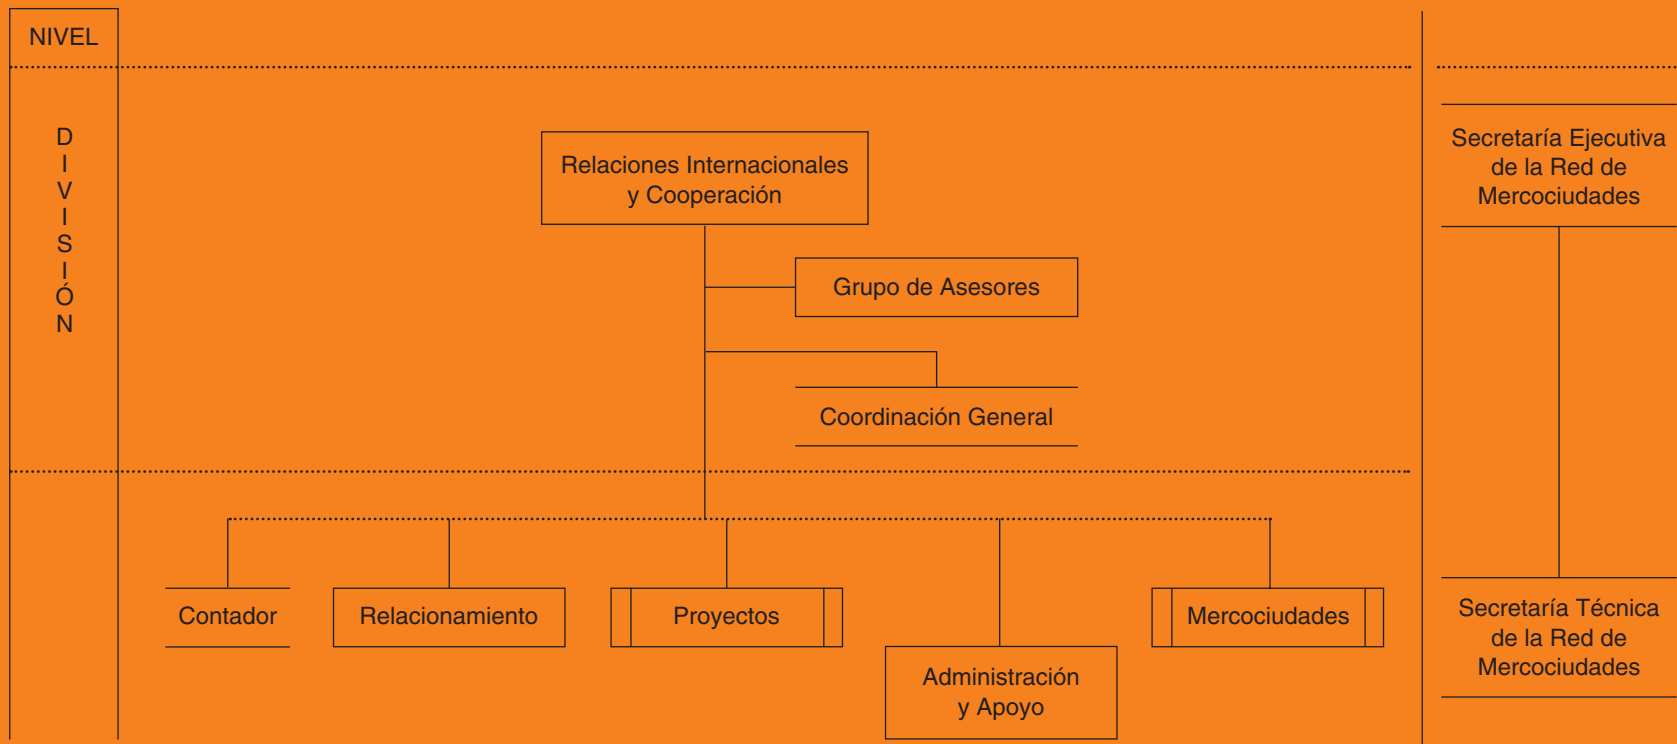 NIVEL
DIVISIÓN
Relaciones Internacionales
y Cooperación
Grupo de Asesores
Coordinación General
Contador
Relacionamiento
Proyectos
Administración
y Apoyo
Mercociudades
Secretaría Ejecutiva
de la Red de
Mercociudades
Secretaría Técnica
de la Red de
Mercociudades